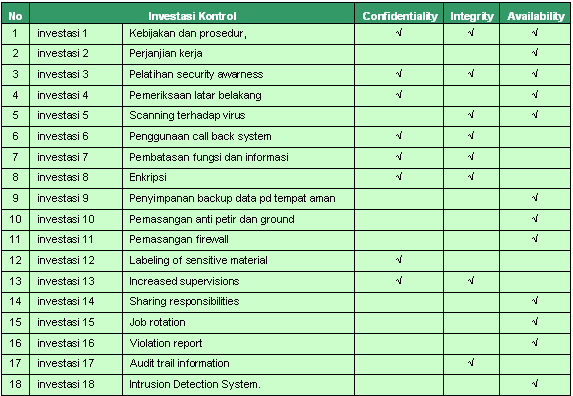 No Investasi Kontrol Confidentiality Integrity Availability
1 investasi 1 Kebijakan dan prosedur, √ √ √
2 investasi 2 Perjanjian kerja √
3 investasi 3 Pelatihan security awarness √ √ √
4 investasi 4 Pemeriksaan latar belakang √ √
5 investasi 5 Scanning terhadap virus √ √
6 investasi 6 Penggunaan call back system √ √
7 investasi 7 Pembatasan fungsi dan informasi √ √
8 investasi 8 Enkripsi √ √
9 investasi 9 Penyimpanan backup data pd tempat aman √
10 investasi 10 Pemasangan anti petir dan ground √
11 investasi 11 Pemasangan firewall √
12 investasi 12 Labeling of sensitive material √
13 investasi 13 Increased supervisions √ √
14 investasi 14 Sharing responsibilities √
15 investasi 15 Job rotation √
16 investasi 16 Violation report √
17 investasi 17 Audit trail information √
18 investasi 18 Intrusion Detection System. √